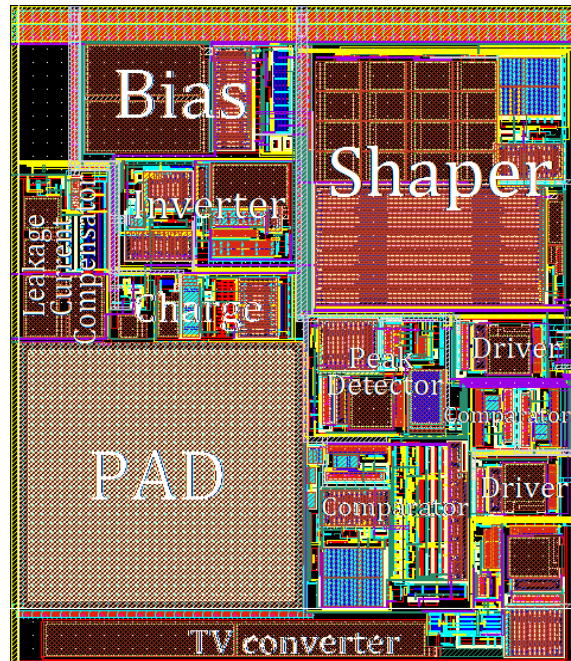 Bias
Shaper
Inverter
Leakage
Current
Compensator
Charge
Peak
Detector
Driver
Comparator
PAD
Comparator
Driver
TV converter